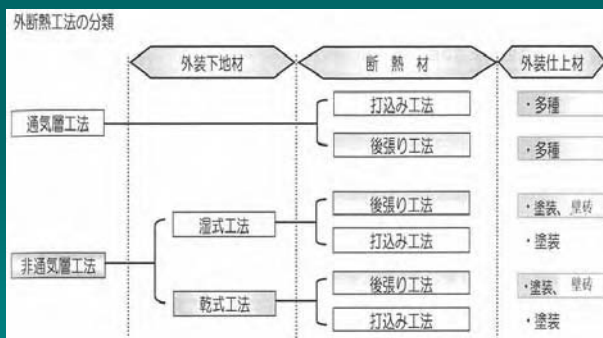 外断熱工法の分類
外装下地材 断熱材 外装仕上材
通気層工法
打込み工法 ・多種
後張り工法 ・多種
非通気層工法
湿式工法
後張り工法 ・塗装、壁砖
打込み工法 ・塗装
乾式工法
後張り工法 ・塗装、壁砖
打込み工法 ・塗装